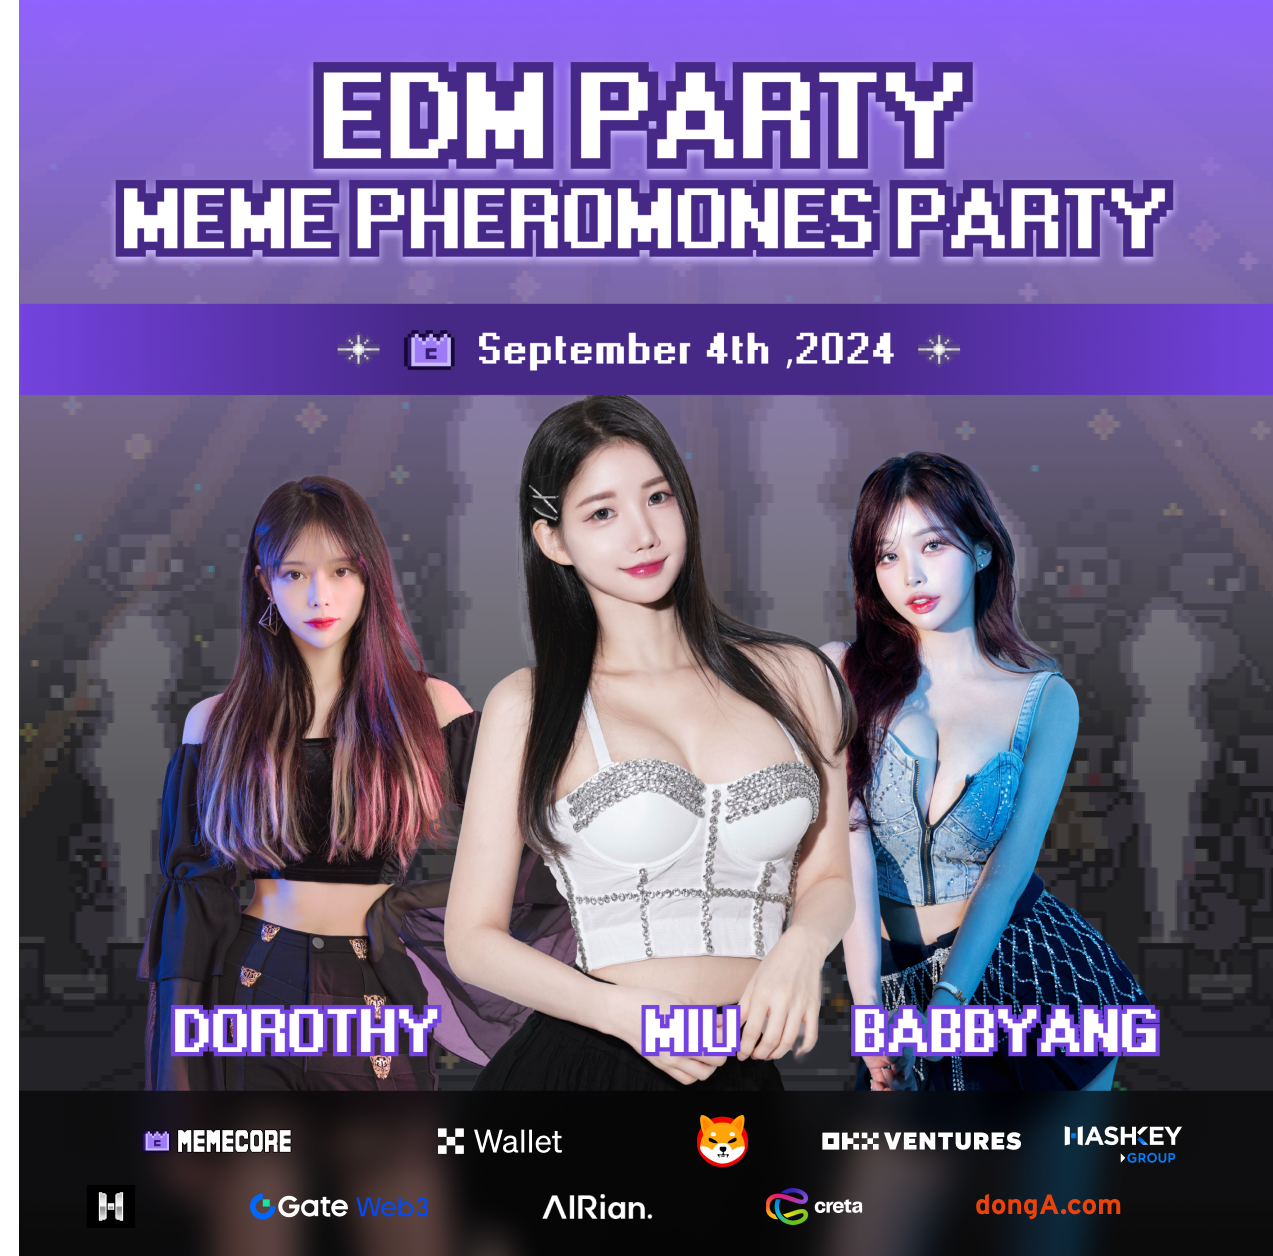 EDM PARTY
MEME PHEROMONES PARTY
September 4th ,2024
DOROTHY
MIU
BABBYANG
MEMECORE
Wallet
VENTURES
HASHKEY
GROUP
H
Gate Web3
AIRian.
creta
dongA.com